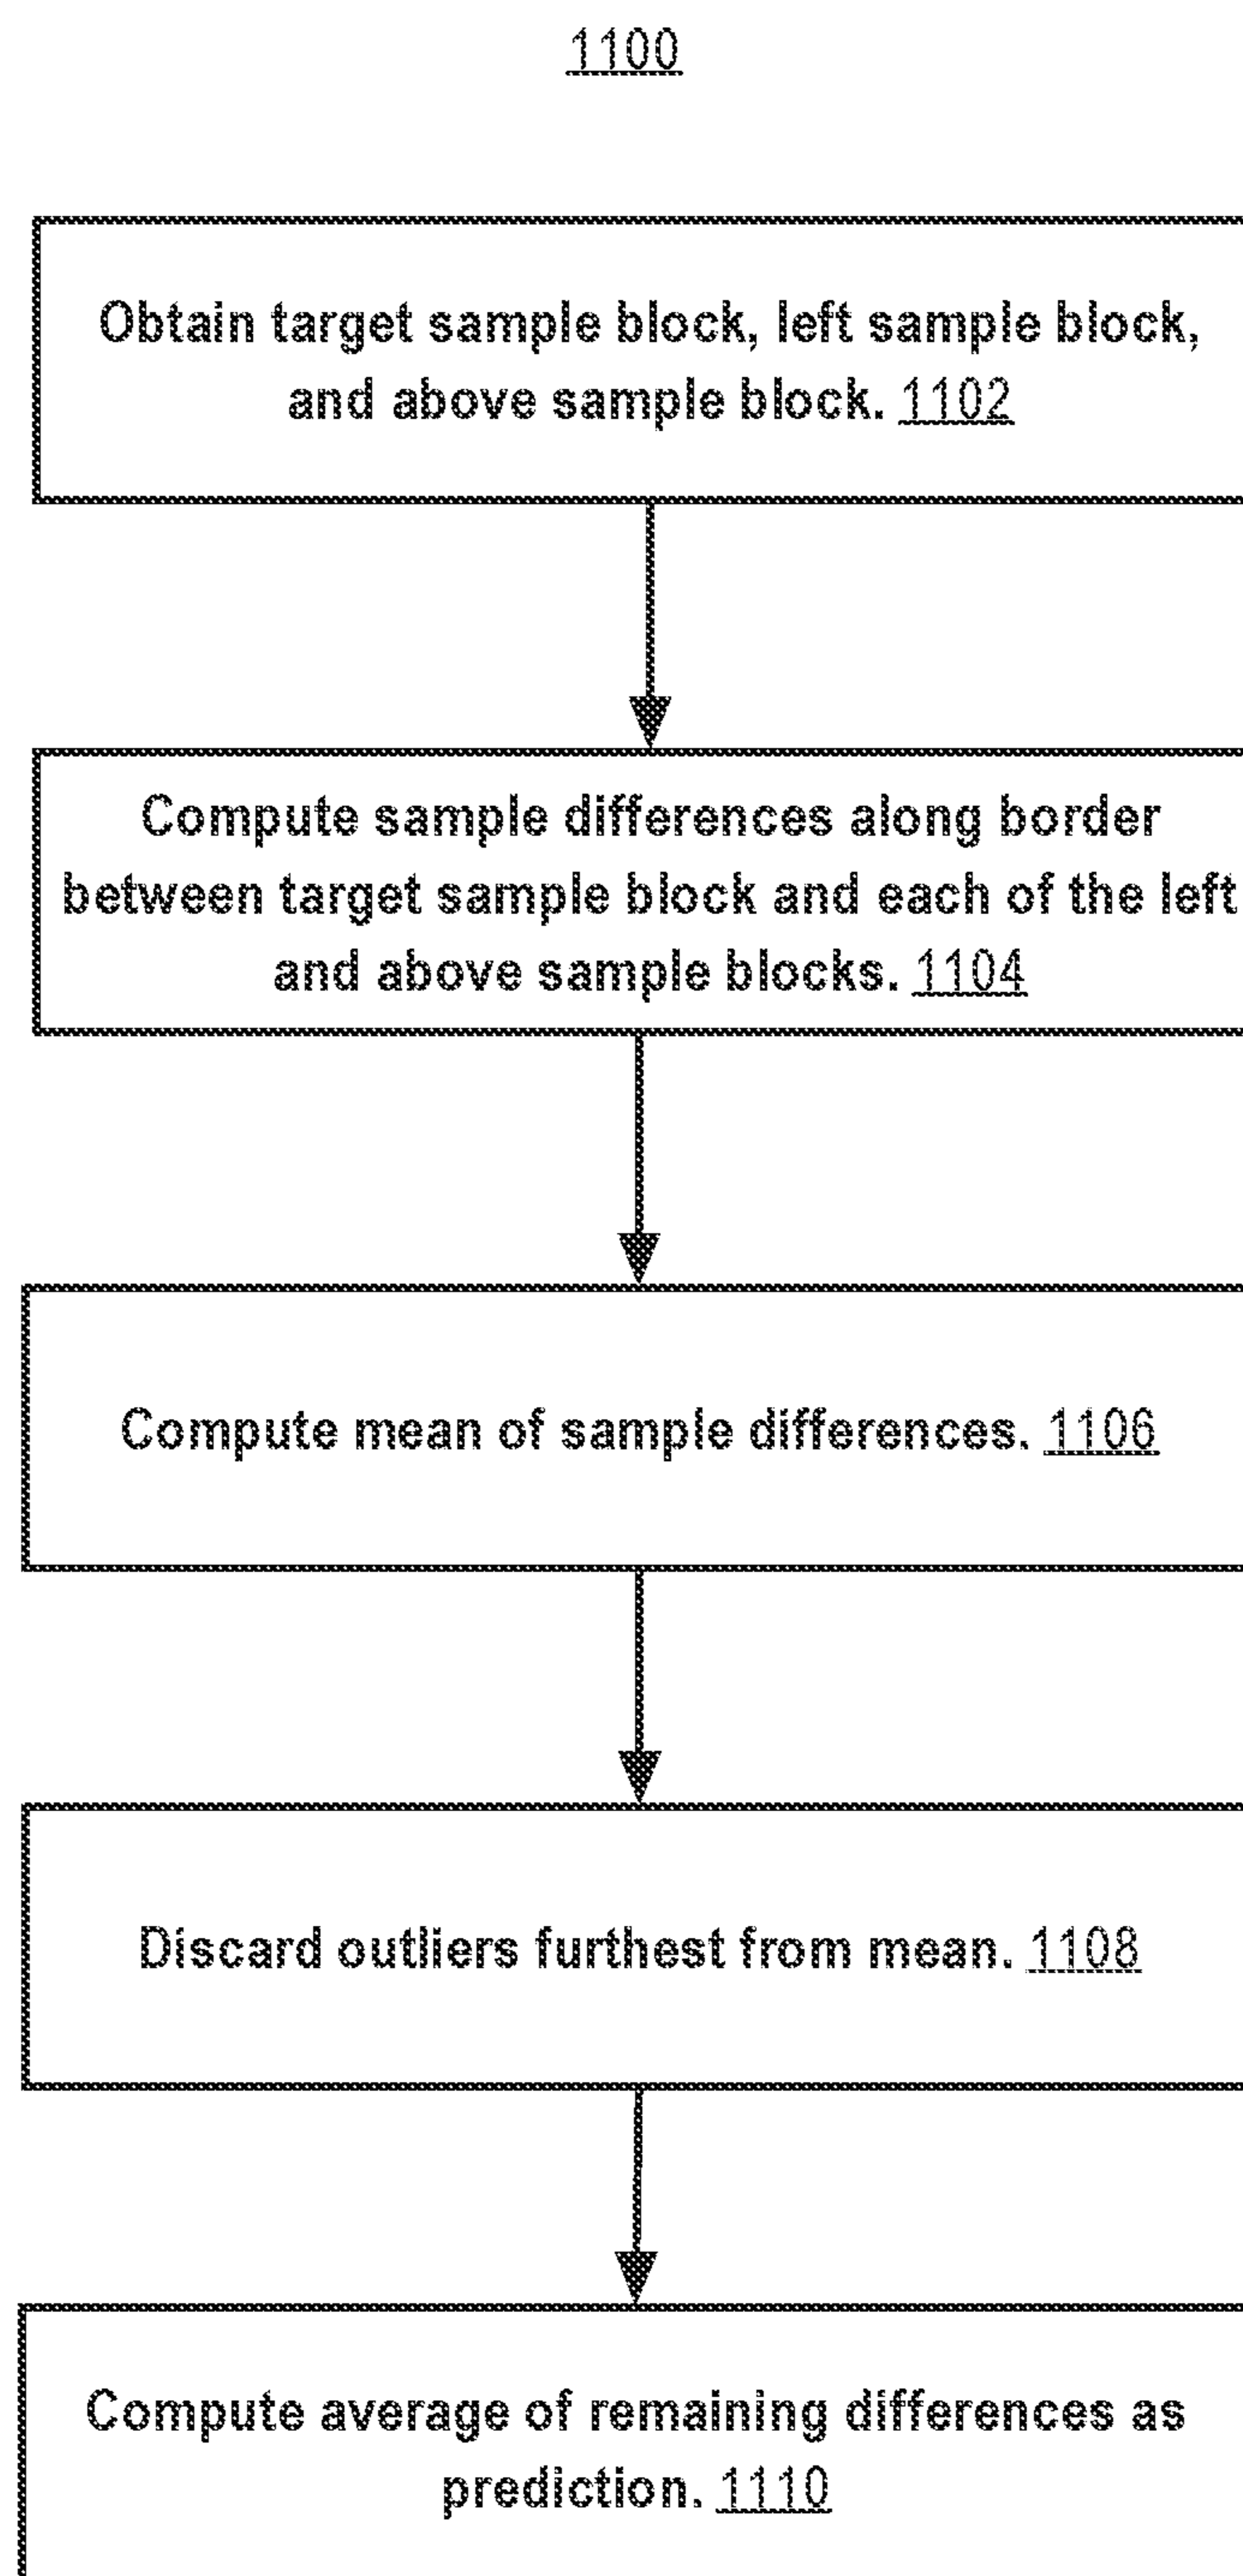 1100
Obtain target sample block, left sample block,
and above sample block. 1102
Compute sample differences along border
between target sample block and each of the left
and above sample blocks. 1104
Compute mean of sample differences. 1106
Discard outliers furthest from mean. 1108
Compute average of remaining differences as
prediction. 1110